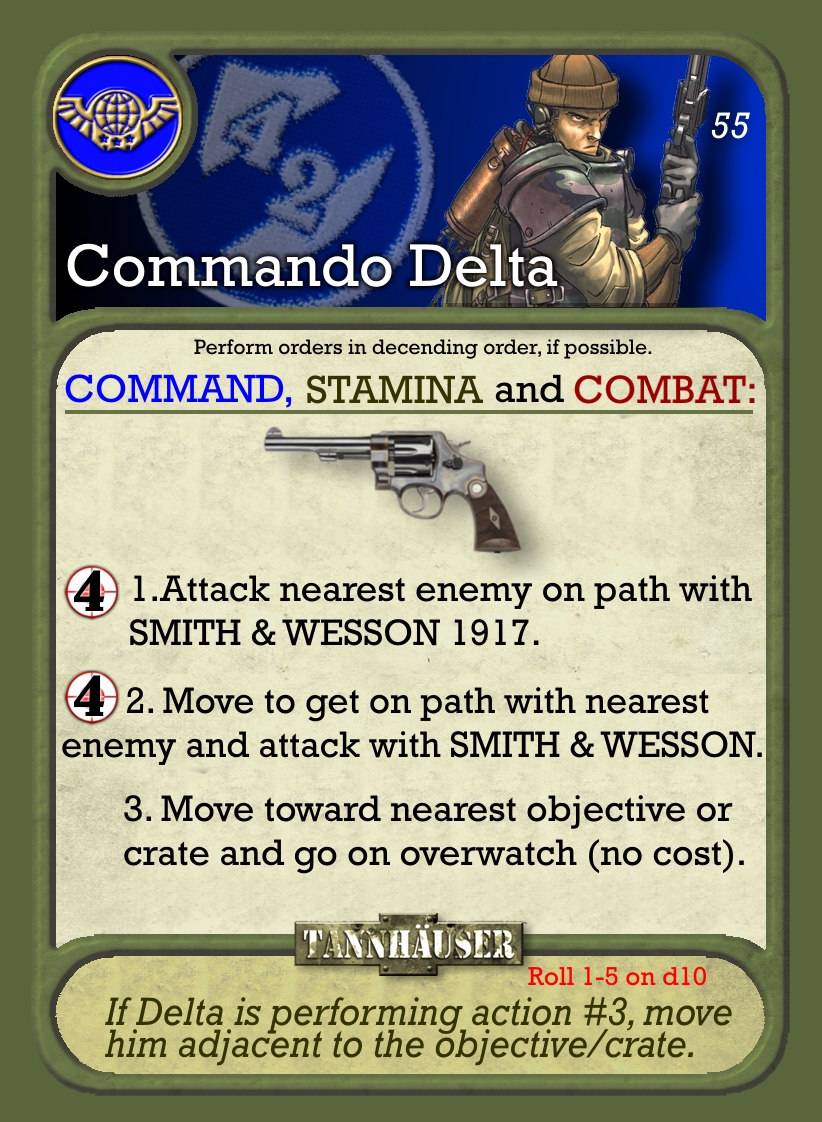 A2
55
Commando Delta
Perform orders in decending order, if possible.
COMMAND, STAMINA and COMBAT:
4 1.Attack nearest enemy on path with
SMITH & WESSON 1917.
4 2. Move to get on path with nearest
enemy and attack with SMITH & WESSON.
3. Move toward nearest objective or
crate and go on overwatch (no cost).
TANNHÄUSER
Roll 1-5 on d10
If Delta is performing action #3, move
him adjacent to the objective/crate.